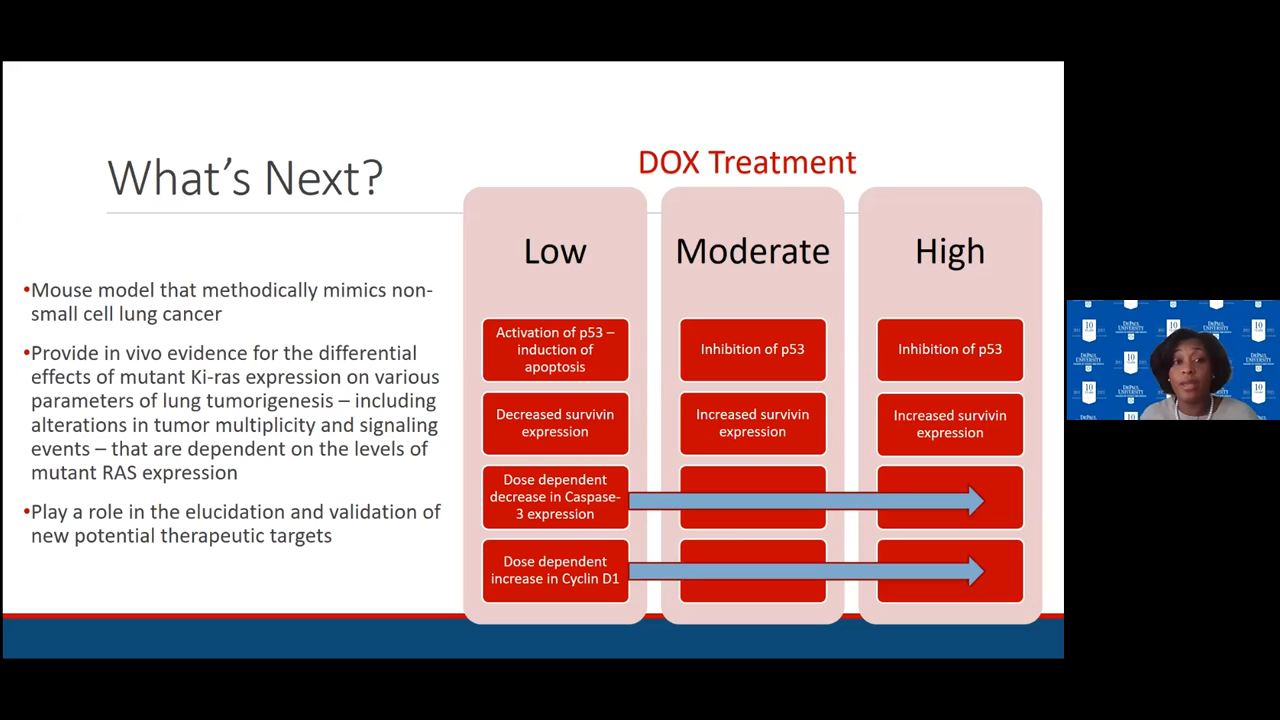 What's Next?
•Mouse model that methodically mimics non-
small cell lung cancer
•Provide in vivo evidence for the differential
effects of mutant Ki-ras expression on various
parameters of lung tumorigenesis – including
alterations in tumor multiplicity and signaling
events – that are dependent on the levels of
mutant RAS expression
•Play a role in the elucidation and validation of
new potential therapeutic targets
DOX Treatment
Low
Activation of p53 –
induction of
apoptosis
Decreased survivin
expression
Dose dependent
decrease in Caspase-
3 expression
Dose dependent
increase in Cyclin D1
Moderate
Inhibition of p53
Increased survivin
expression
High
Inhibition of p53
Increased survivin
expression
DEPAUL
UNIVERSITY
10